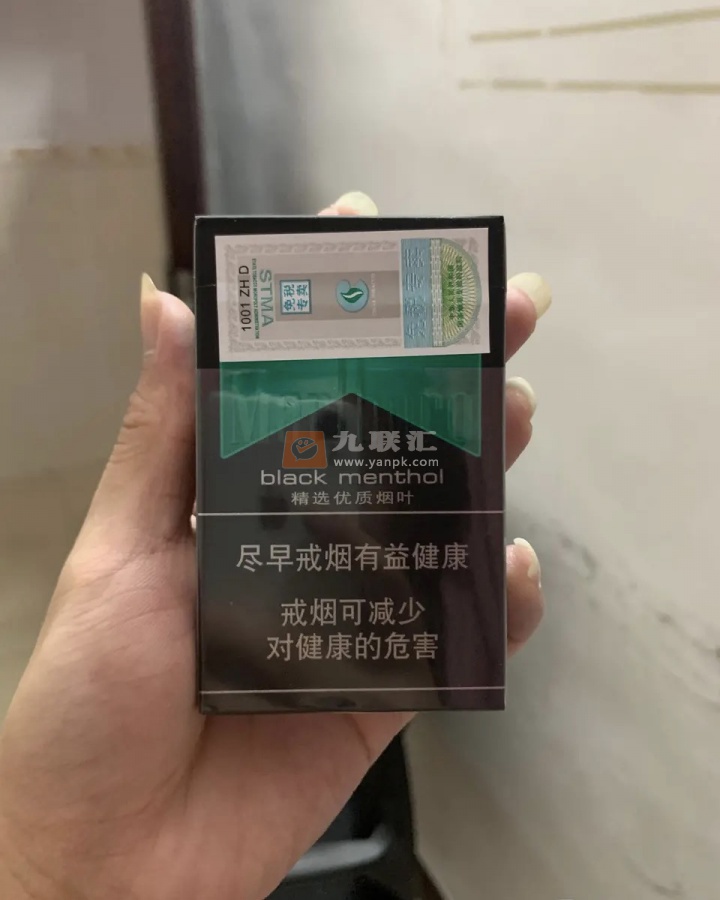 1001 ZH D
STMA
免税
专卖
Marlboro
九联汇
www.yanpk.com
black menthol
精选优质烟叶
尽早戒烟有益健康
戒烟可减少
对健康的危害